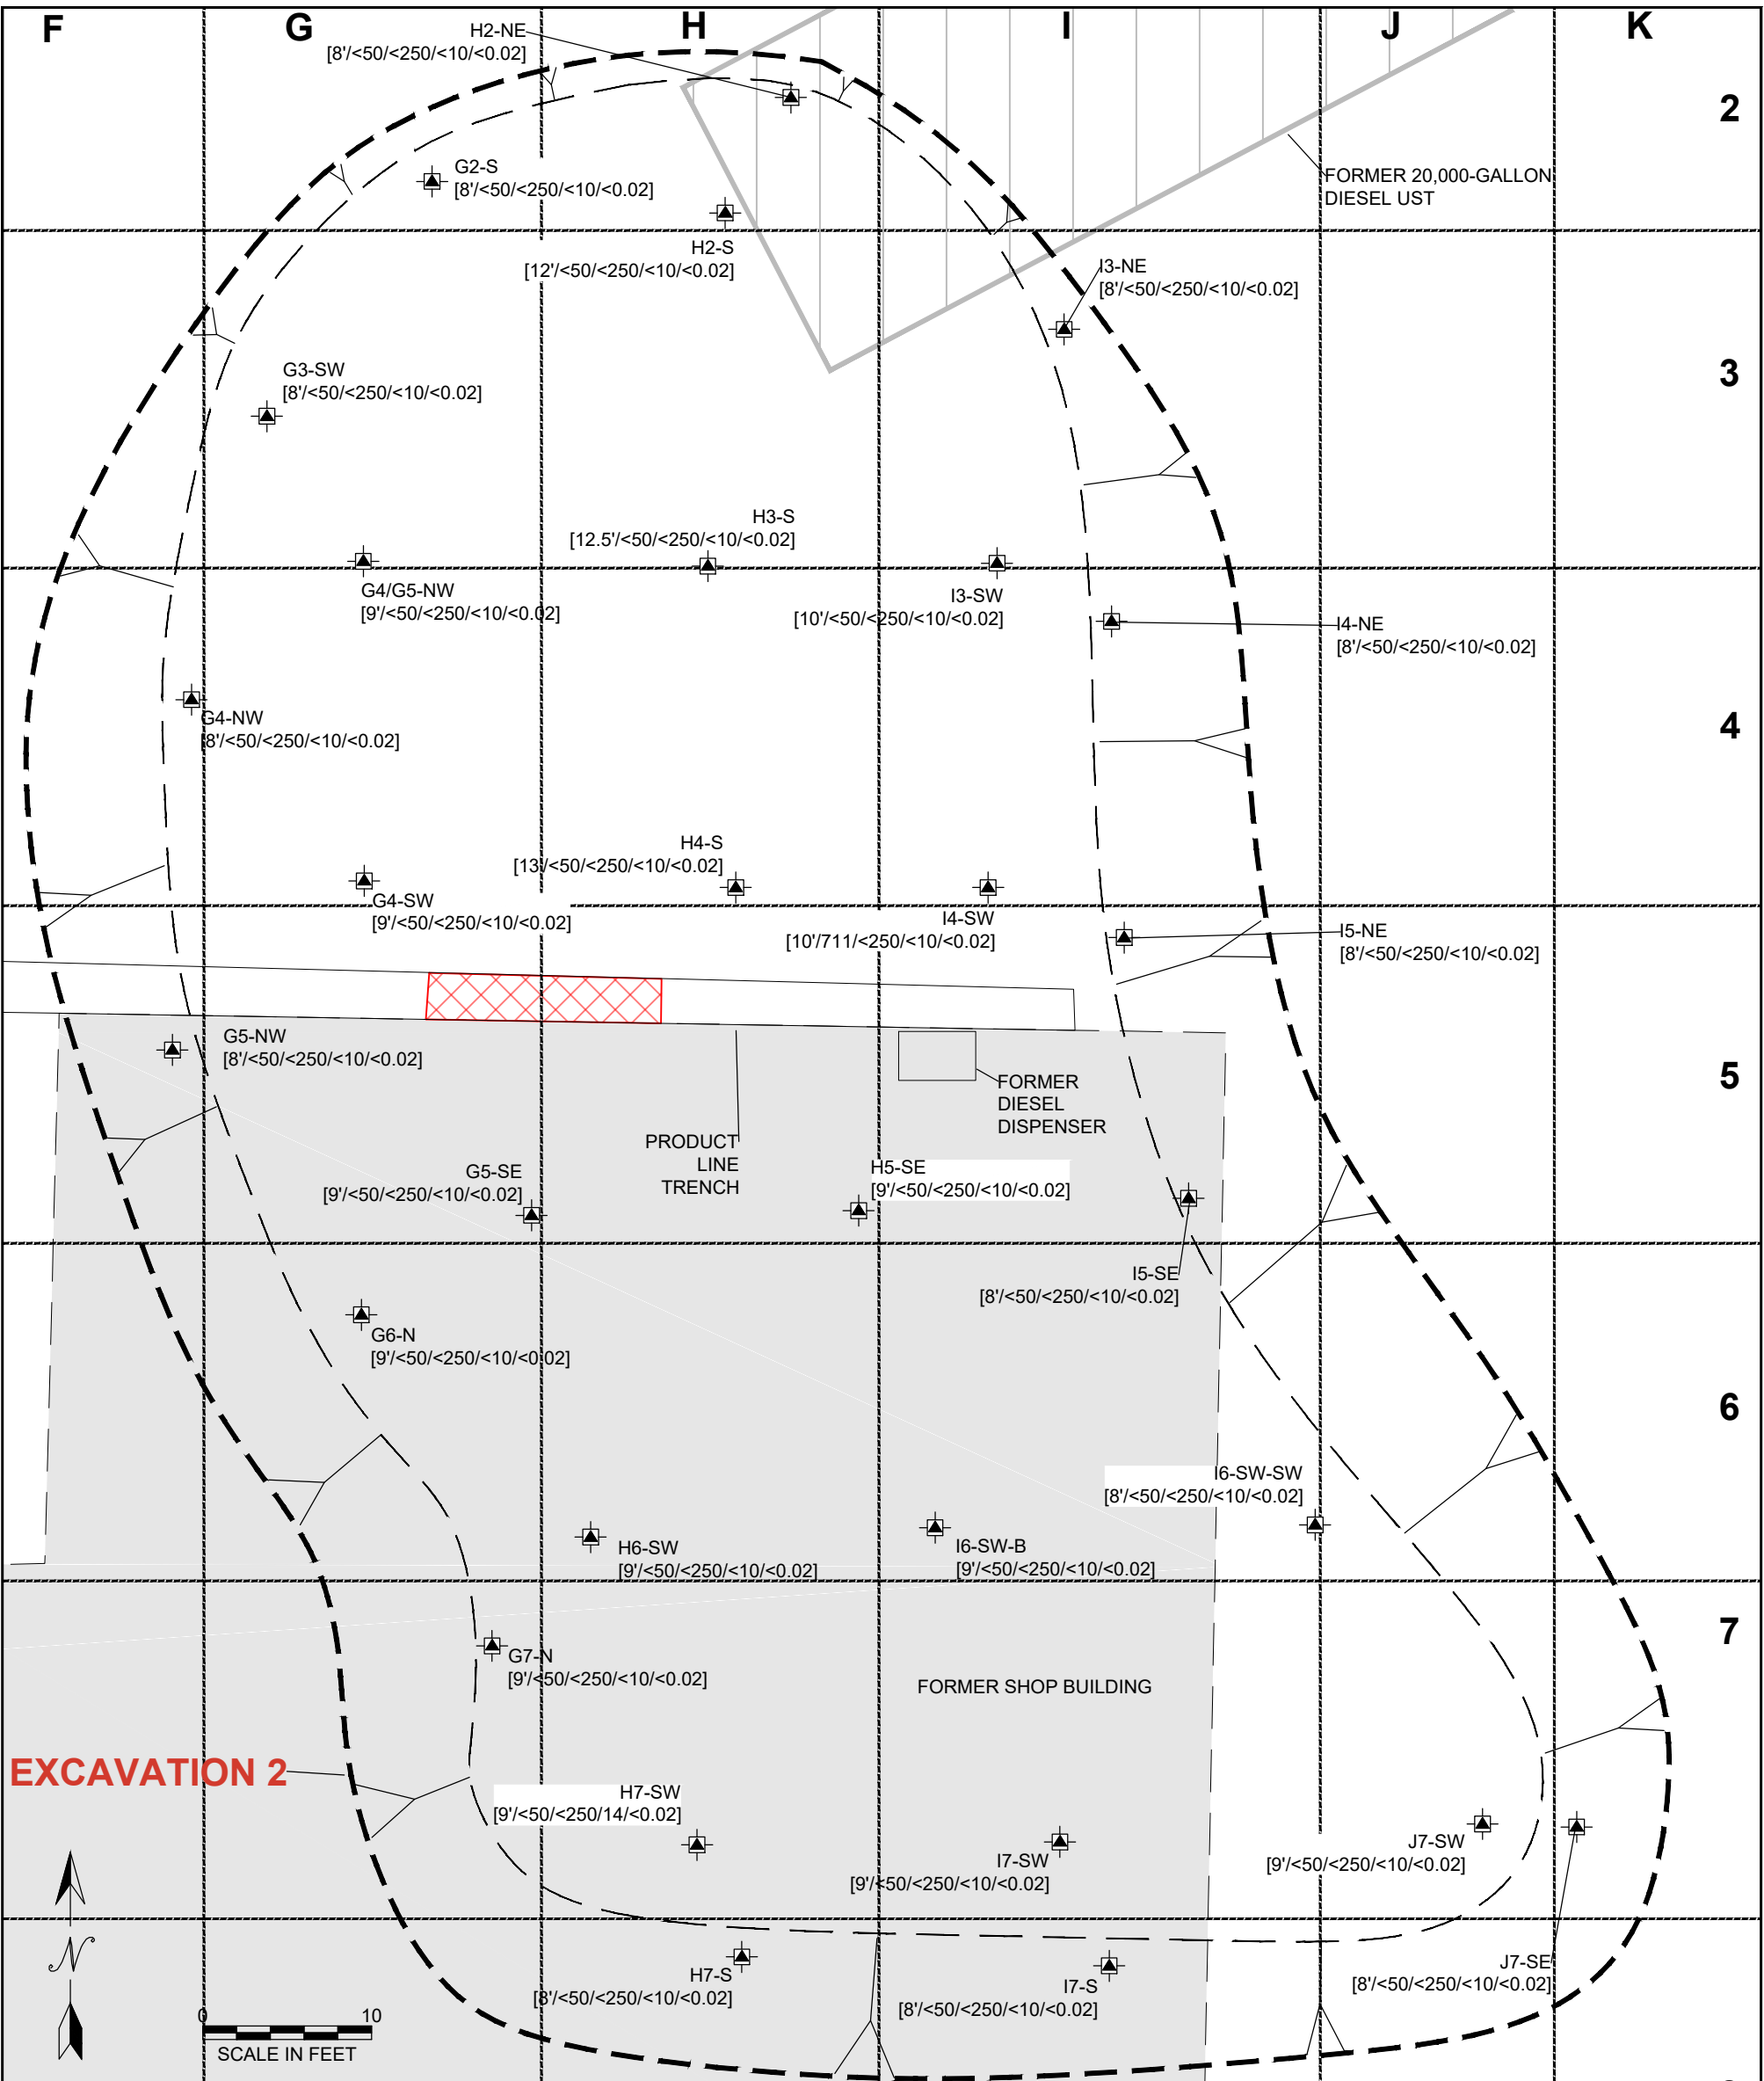 F
G
H
I
J
K
H2-NE
[8'/<50/<250/<10/<0.02]
2
G2-S
[8'/<50/<250/<10/<0.02]
FORMER 20,000-GALLON
DIESEL UST
H2-S
[12'/<50/<250/<10/<0.02]
I3-NE
[8'/<50/<250/<10/<0.02]
G3-SW
[8'/<50/<250/<10/<0.02]
3
H3-S
[12.5'/<50/<250/<10/<0.02]
G4/G5-NW
[9'/<50/<250/<10/<0.02]
I3-SW
[10'/<50/<250/<10/<0.02]
I4-NE
[8'/<50/<250/<10/<0.02]
G4-NW
[8'/<50/<250/<10/<0.02]
4
H4-S
[13'/<50/<250/<10/<0.02]
G4-SW
[9'/<50/<250/<10/<0.02]
I4-SW
[10'/711/<250/<10/<0.02]
I5-NE
[8'/<50/<250/<10/<0.02]
G5-NW
[8'/<50/<250/<10/<0.02]
5
FORMER
DIESEL
DISPENSER
PRODUCT
LINE
TRENCH
G5-SE
[9'/<50/<250/<10/<0.02]
H5-SE
[9'/<50/<250/<10/<0.02]
I5-SE
[8'/<50/<250/<10/<0.02]
G6-N
[9'/<50/<250/<10/<0.02]
6
I6-SW-SW
[8'/<50/<250/<10/<0.02]
H6-SW
[9'/<50/<250/<10/<0.02]
I6-SW-B
[9'/<50/<250/<10/<0.02]
7
G7-N
[9'/<50/<250/<10/<0.02]
FORMER SHOP BUILDING
EXCAVATION 2
H7-SW
[9'/<50/<250/14/<0.02]
I7-SW
[9'/<50/<250/<10/<0.02]
J7-SW
[9'/<50/<250/<10/<0.02]
H7-S
[8'/<50/<250/<10/<0.02]
I7-S
[8'/<50/<250/<10/<0.02]
J7-SE
[8'/<50/<250/<10/<0.02]
N
0 10
SCALE IN FEET